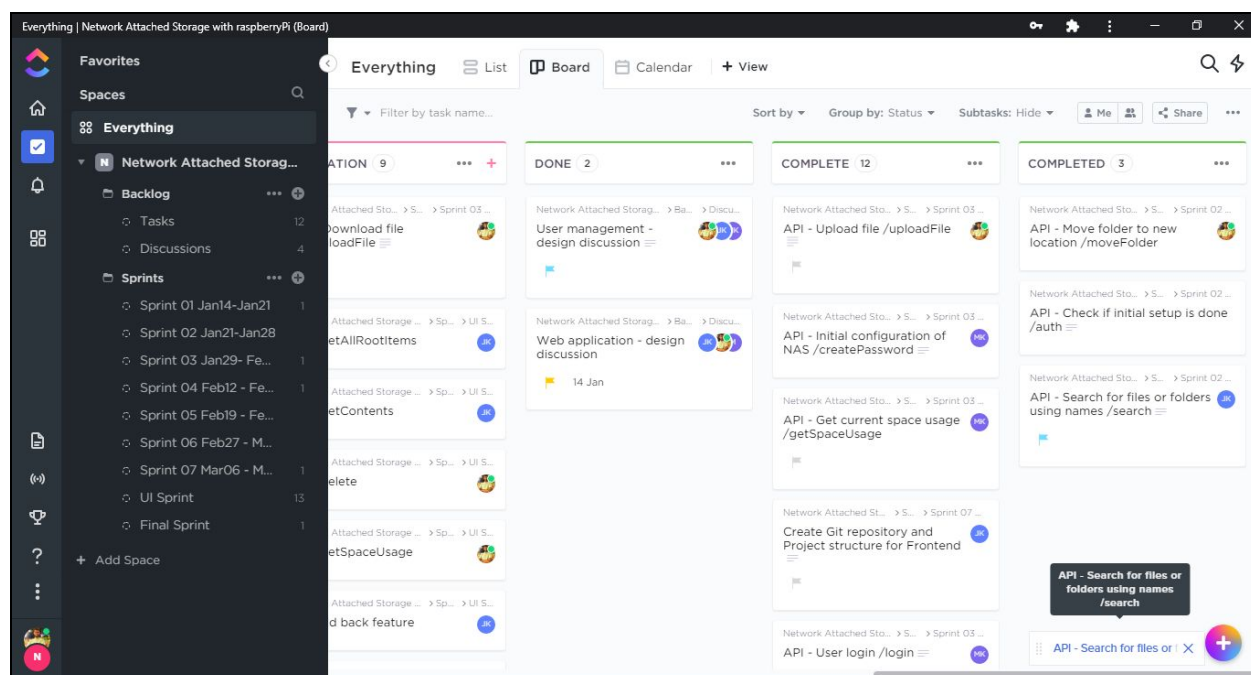 Everything | Network Attached Storage with raspberryPi (Board)
Favorites
Spaces
Everything
N Network Attached Storag...
Backlog
Tasks 12
Discussions 4
Sprints
Sprint 01 Jan14-Jan21 1
Sprint 02 Jan21-Jan28
Sprint 03 Jan29- Fe... 1
Sprint 04 Feb12 - Fe... 1
Sprint 05 Feb19 - Fe...
Sprint 06 Feb27 - M...
Sprint 07 Mar06 - M... 1
UI Sprint 13
Final Sprint 1
+ Add Space
N
Everything List Board Calendar + View
Filter by task name...
Sort by Group by: Status Subtasks: Hide Me Share
ATION 9
Attached Sto... > S... > Sprint 03 ...
Download file
loadFile
Attached Storage ... > Sp... > UI S...
etAllRootItems JK
Attached Storage ... > Sp... > UI S...
etContents JK
Attached Storage ... > Sp... > UI S...
elete
Attached Storage ... > Sp... > UI S...
etSpaceUsage
Attached Storage ... > Sp... > UI S...
d back feature JK
DONE 2
Network Attached Storag... > Ba... > Discu...
User management -
design discussion
JK K
Network Attached Storag... > Ba... > Discu...
Web application - design
discussion
JK
14 Jan
COMPLETE 12
Network Attached Sto... > S... > Sprint 03 ...
API - Upload file /uploadFile
Network Attached Sto... > S... > Sprint 03 ...
API - Initial configuration of
NAS /createPassword
MK
Network Attached Sto... > S... > Sprint 03 ...
API - Get current space usage
/getSpaceUsage
MK
Network Attached St... > S... > Sprint 07 ...
Create Git repository and
Project structure for Frontend
JK
Network Attached Sto... > S... > Sprint 03 ...
API - User login /login MK
COMPLETED 3
Network Attached Sto... > S... > Sprint 02 ...
API - Move folder to new
location /moveFolder
Network Attached Sto... > S... > Sprint 02 ...
API - Check if initial setup is done
/auth
Network Attached Sto... > S... > Sprint 02 ...
API - Search for files or folders
using names /search
JK
API - Search for files or
folders using names
/search
API - Search for files or